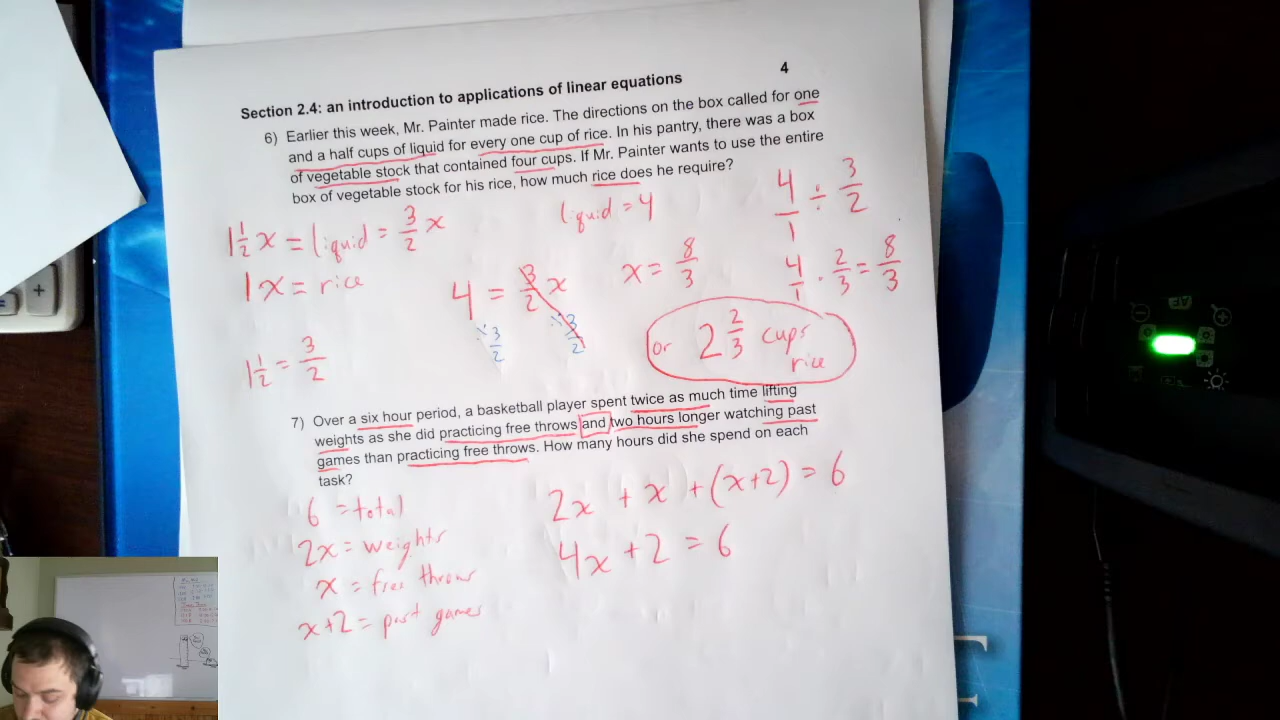 4
Section 2.4: an introduction to applications of linear equations
6) Earlier this week, Mr. Painter made rice. The directions on the box called for one
and a half cups of liquid for every one cup of rice. In his pantry, there was a box
of vegetable stock that contained four cups. If Mr. Painter wants to use the entire
box of vegetable stock for his rice, how much rice does he require?
1 1/2 x = liquid = 3/2 x
1x = rice
1 1/2 = 3/2
liquid = 4
4 = 3/2 x
÷ 3/2 ÷ 3/2
x = 8/3
4/1 ÷ 3/2
4/1 · 2/3 = 8/3
or 2 2/3 cups
rice
7) Over a six hour period, a basketball player spent twice as much time lifting
weights as she did practicing free throws and two hours longer watching past
games than practicing free throws. How many hours did she spend on each
task?
6 = total
2x = weights
x = free throws
x+2 = past games
2x + x + (x+2) = 6
4x + 2 = 6
+
AF